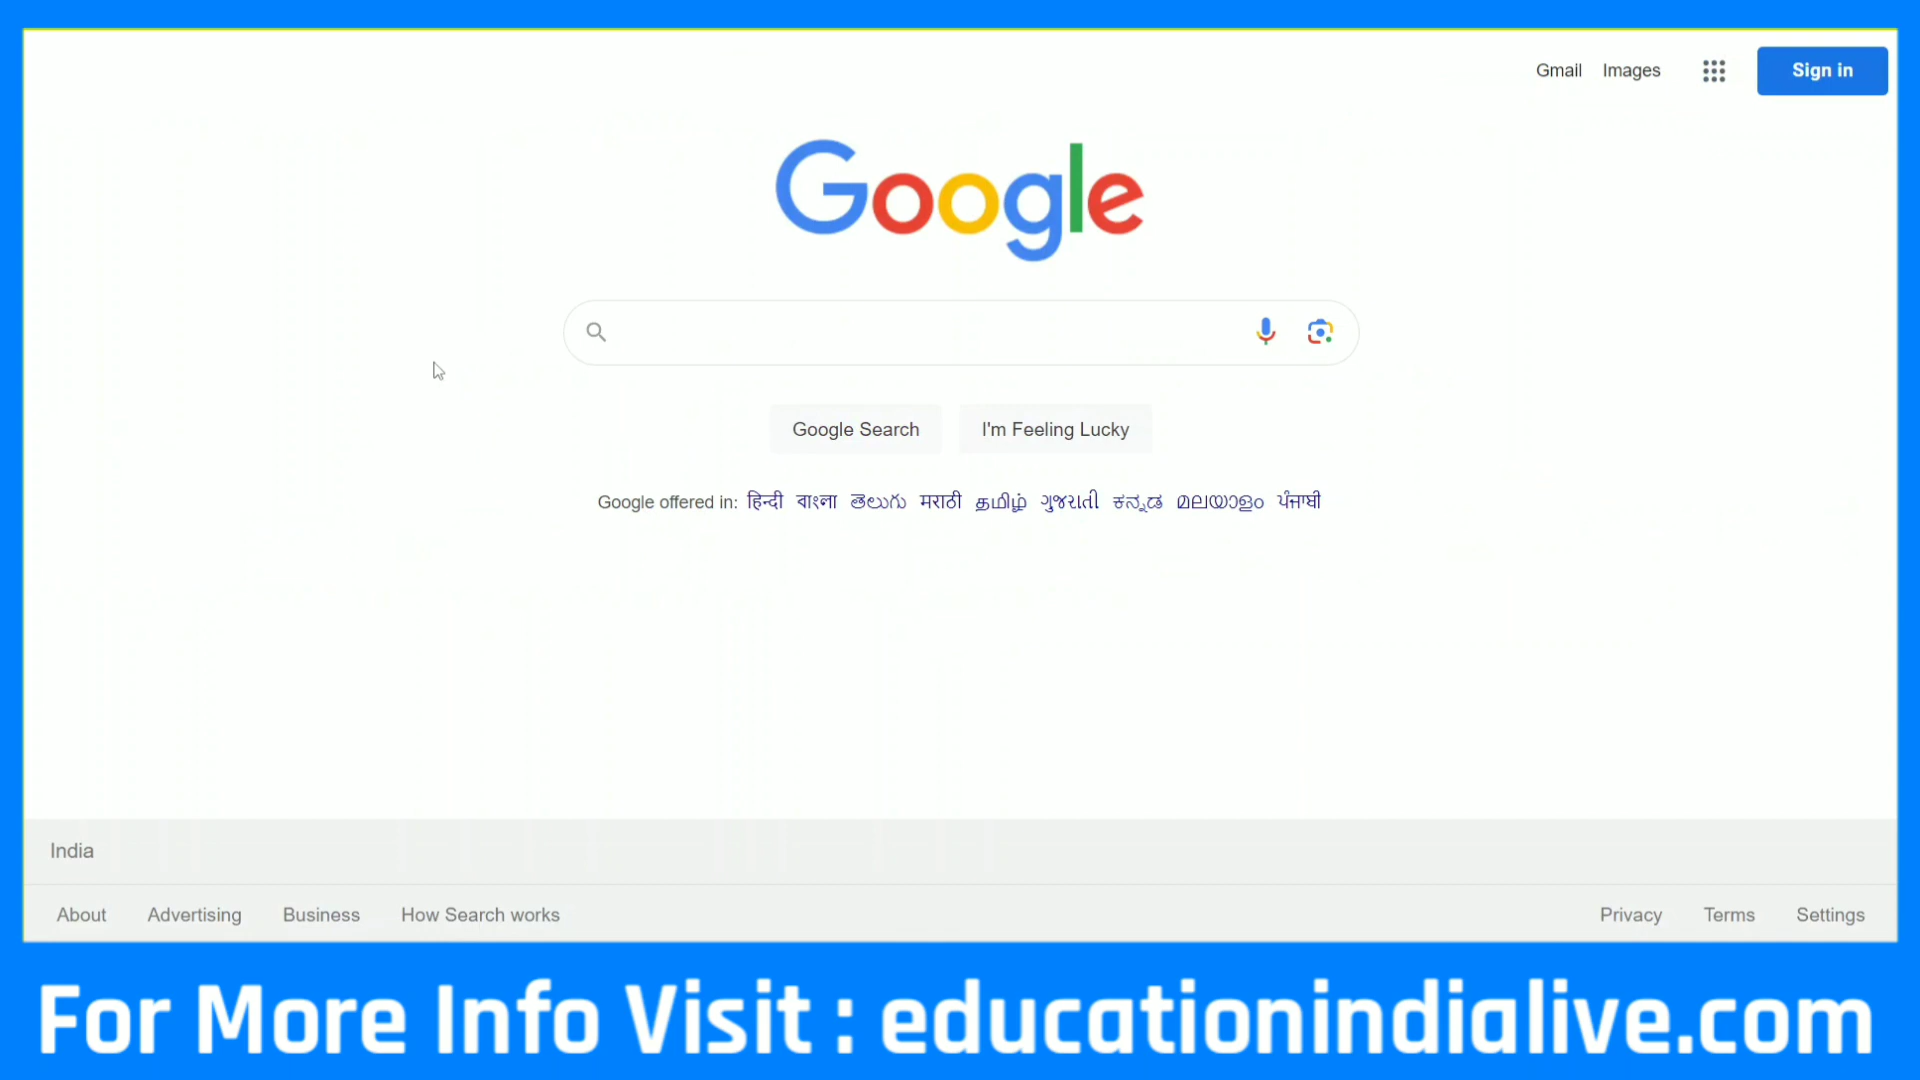 Gmail Images Sign in
Google
Google Search I'm Feeling Lucky
Google offered in: हिन्दी বাংলা తెలుగు मराठी தமிழ் ગુજરાતી ಕನ್ನಡ മലയാളം ਪੰਜਾਬੀ
India
About Advertising Business How Search works Privacy Terms Settings
For More Info Visit : educationindialive.com